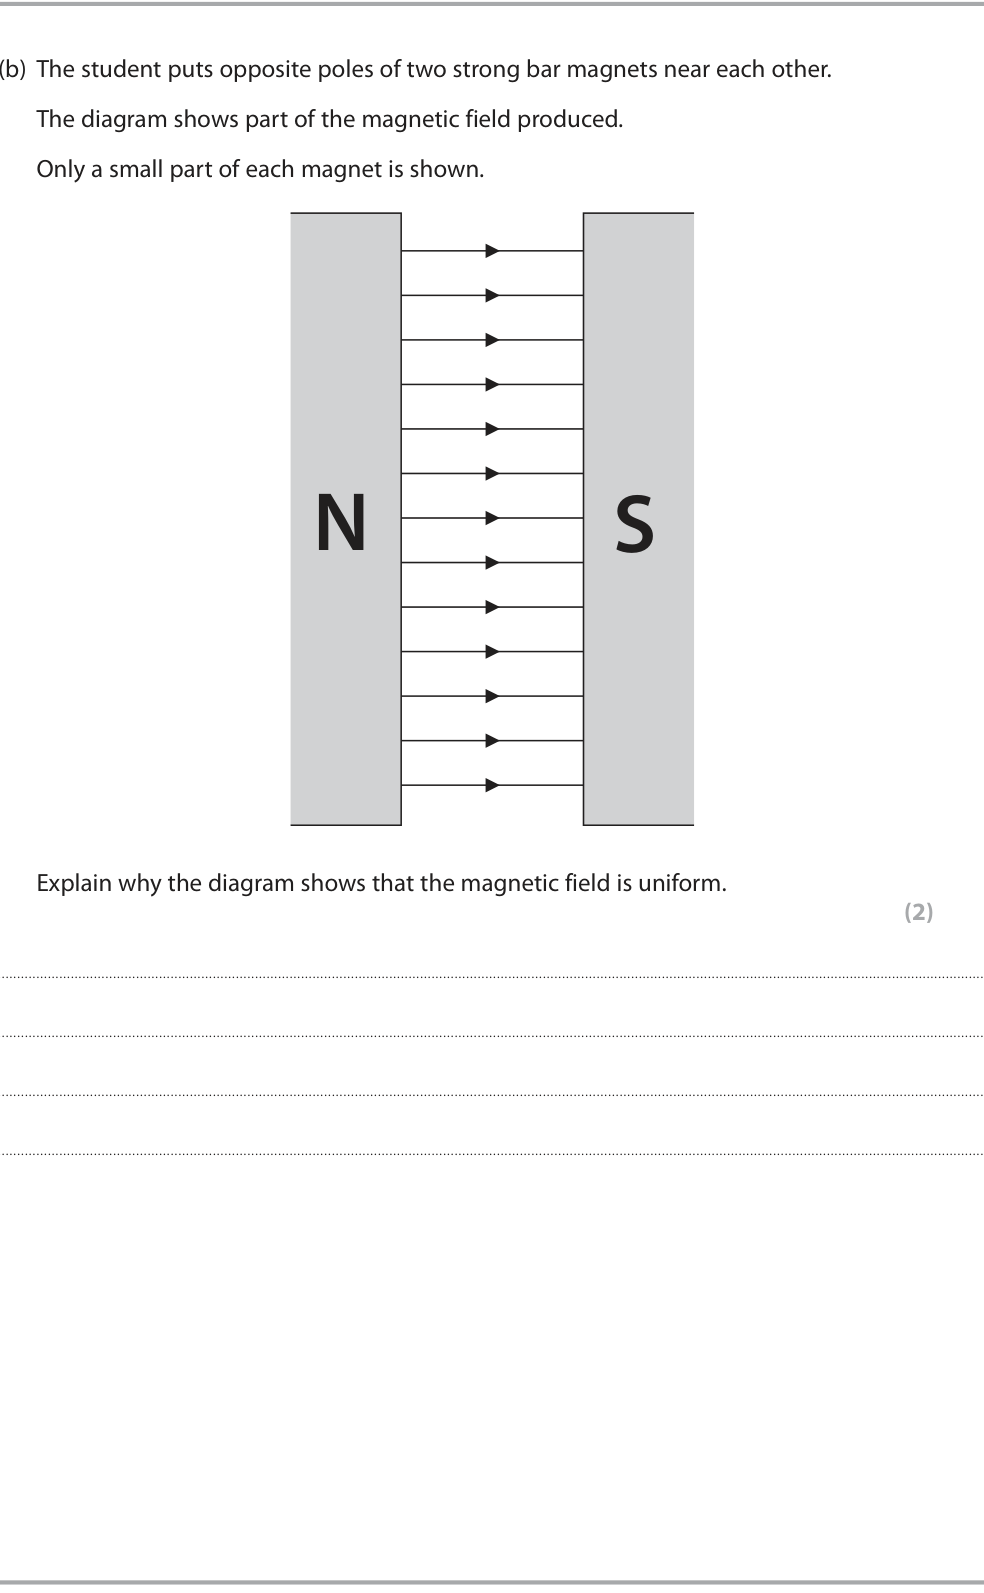 (b) The student puts opposite poles of two strong bar magnets near each other.
The diagram shows part of the magnetic field produced.
Only a small part of each magnet is shown.
N
S
Explain why the diagram shows that the magnetic field is uniform.
(2)